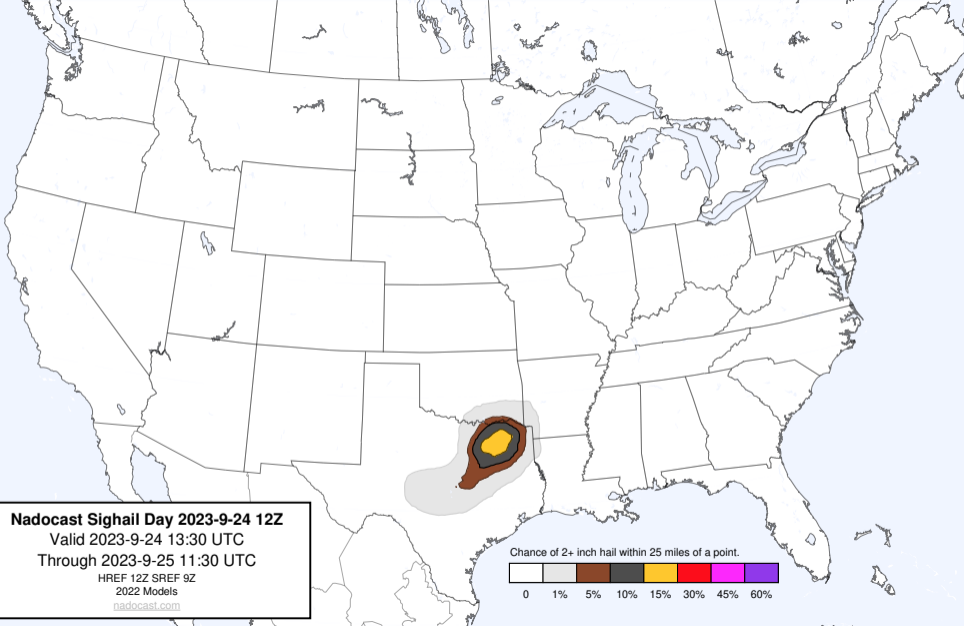 Nadocast Sighail Day 2023-9-24 12Z
Valid 2023-9-24 13:30 UTC
Through 2023-9-25 11:30 UTC
HREF 12Z SREF 9Z
2022 Models
nadocast.com
Chance of 2+ inch hail within 25 miles of a point.
0 1% 5% 10% 15% 30% 45% 60%